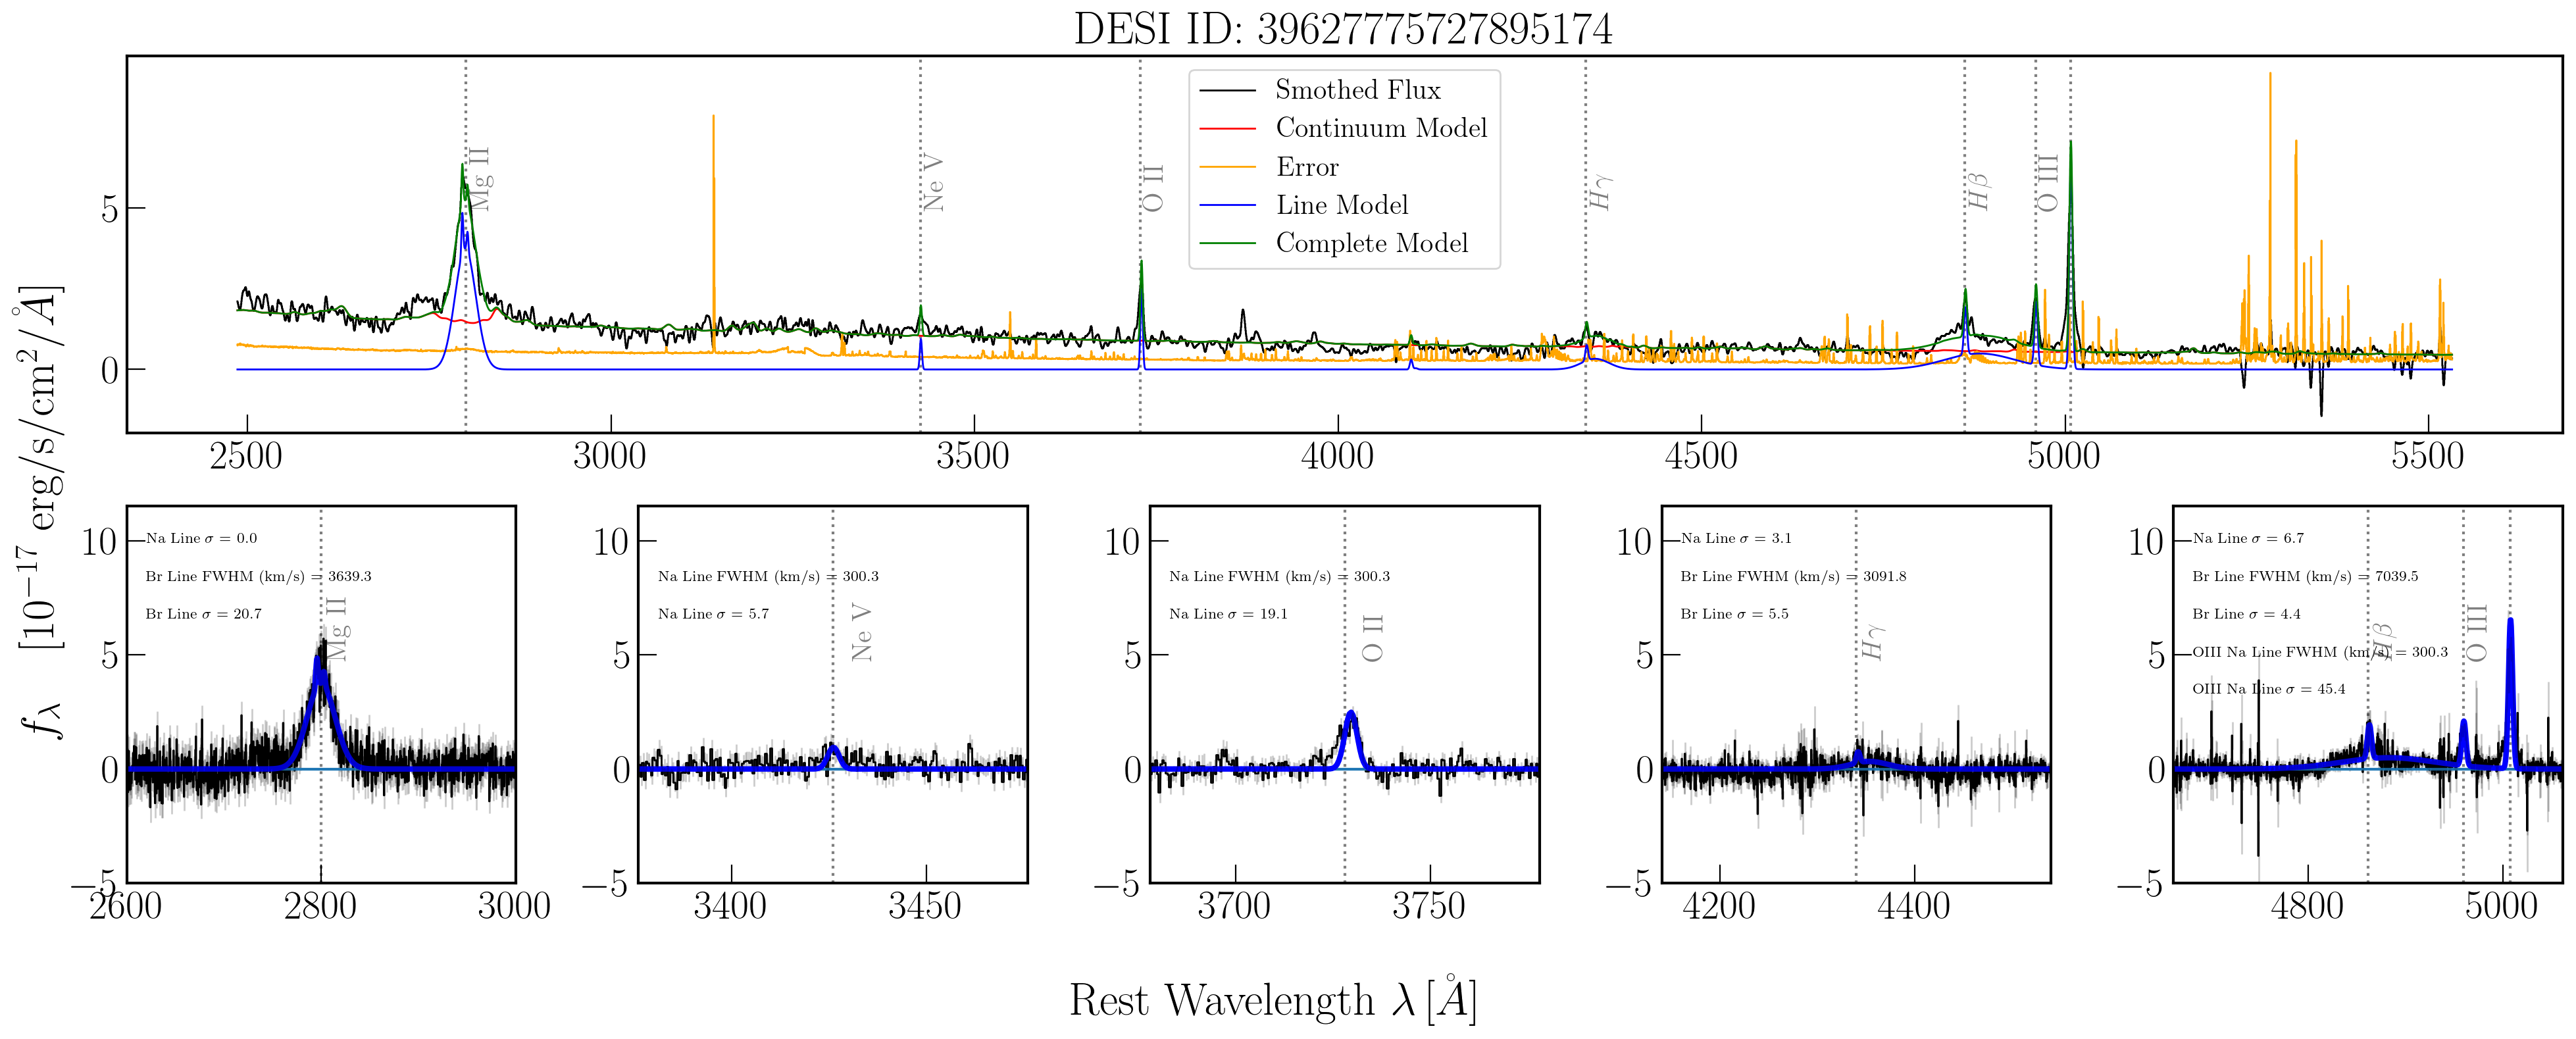 DESI ID: 39627775727895174
Smothed Flux
Continuum Model
Error
Line Model
Complete Model
Mg II
Ne V
O II
Hγ
Hβ
O III
5
0
2500 3000 3500 4000 4500 5000 5500
fλ [10⁻¹⁷ erg/s/cm²/Å]
Na Line σ = 0.0
Br Line FWHM (km/s) = 3639.3
Br Line σ = 20.7
Mg II
10
5
0
−5
2600 2800 3000
Na Line FWHM (km/s) = 300.3
Na Line σ = 5.7
Ne V
10
5
0
−5
3400 3450
Na Line FWHM (km/s) = 300.3
Na Line σ = 19.1
O II
10
5
0
−5
3700 3750
Na Line σ = 3.1
Br Line FWHM (km/s) = 3091.8
Br Line σ = 5.5
Hγ
10
5
0
−5
4200 4400
Na Line σ = 6.7
Br Line FWHM (km/s) = 7039.5
Br Line σ = 4.4
OIII Na Line FWHM (km/s) = 300.3
OIII Na Line σ = 45.4
Hβ
O III
10
5
0
−5
4800 5000
Rest Wavelength λ [Å]